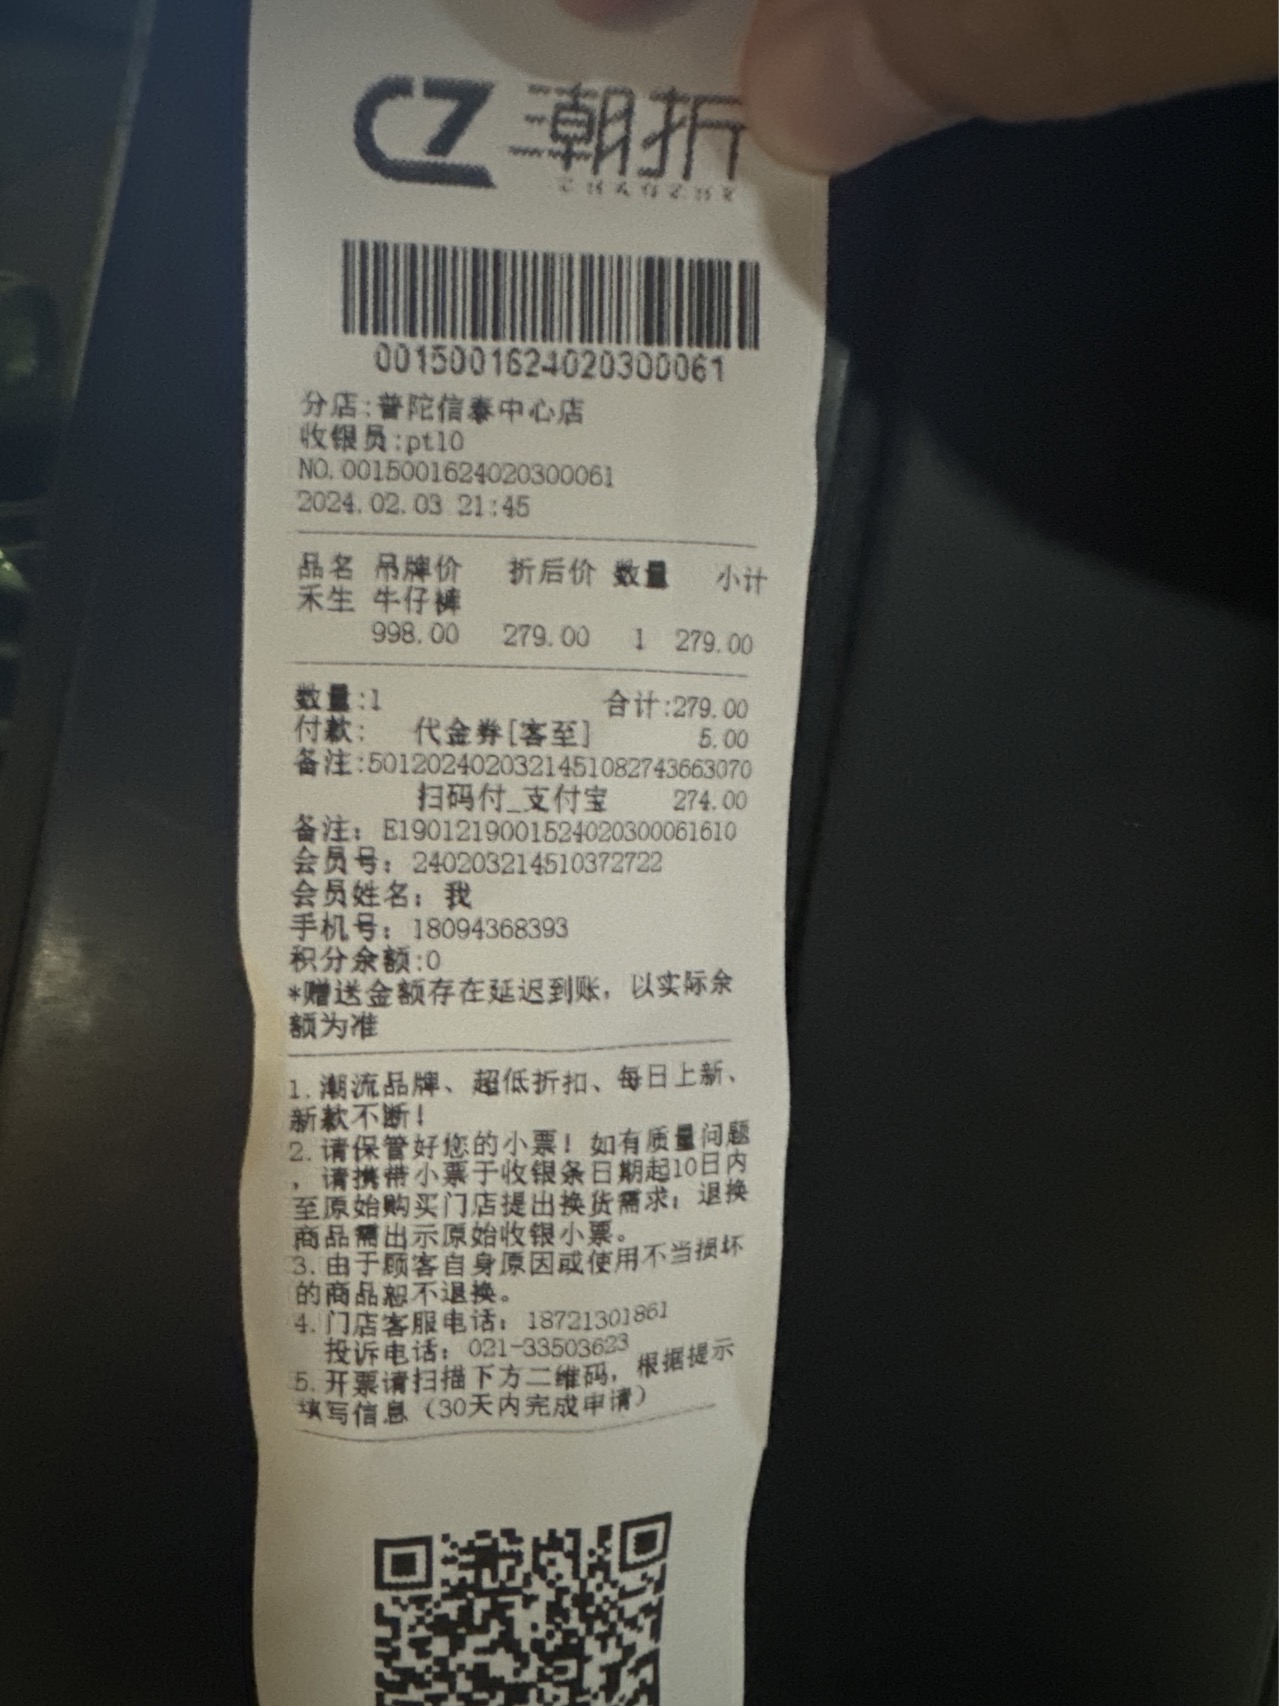 CZ 潮折
0015001624020300061
分店:普陀信泰中心店
收银员:pt10
NO.0015001624020300061
2024.02.03 21:45
品名 吊牌价 折后价 数量 小计
禾生 牛仔裤
998.00 279.00 1 279.00
数量:1 合计:279.00
付款: 代金券[客至] 5.00
备注:5012024020321451082743663070
扫码付_支付宝 274.00
备注: E1901219001524020300061610
会员号: 240203214510372722
会员姓名: 我
手机号: 18094368393
积分余额:0
*赠送金额存在延迟到账, 以实际余
额为准
1.潮流品牌、超低折扣、每日上新、
新款不断!
2.请保管好您的小票! 如有质量问题
, 请携带小票于收银条日期起10日内
至原始购买门店提出换货需求; 退换
商品需出示原始收银小票。
3.由于顾客自身原因或使用不当损坏
的商品恕不退换。
4.门店客服电话: 18721301861
投诉电话: 021-33503623
5.开票请扫描下方二维码, 根据提示
填写信息（30天内完成申请）